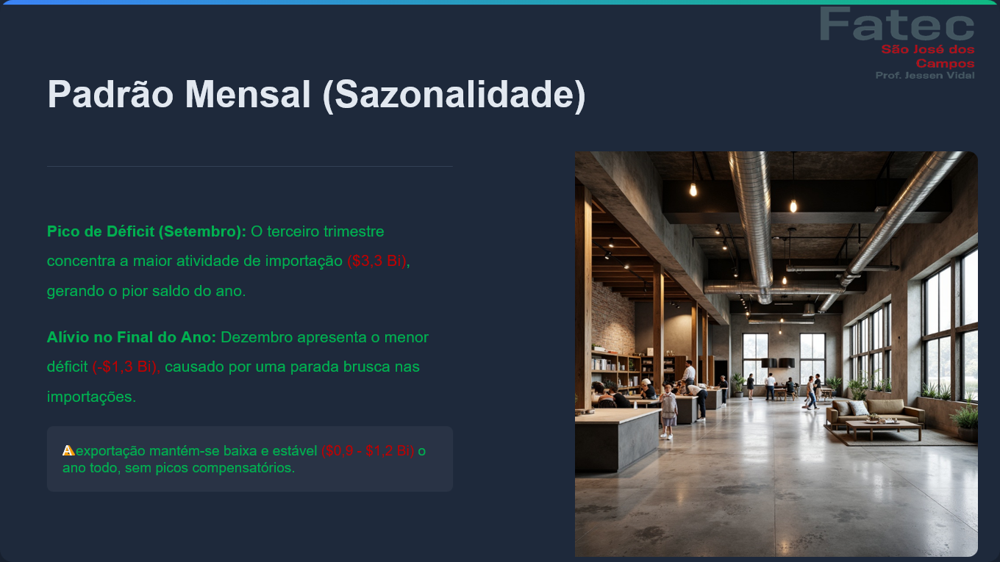 Fatec
São José dos
Campos
Prof. Jessen Vidal
Padrão Mensal (Sazonalidade)
Pico de Déficit (Setembro): O terceiro trimestre
concentra a maior atividade de importação ($3,3 Bi),
gerando o pior saldo do ano.
Alívio no Final do Ano: Dezembro apresenta o menor
déficit (-$1,3 Bi), causado por uma parada brusca nas
importações.
A exportação mantém-se baixa e estável ($0,9 - $1,2 Bi) o
ano todo, sem picos compensatórios.